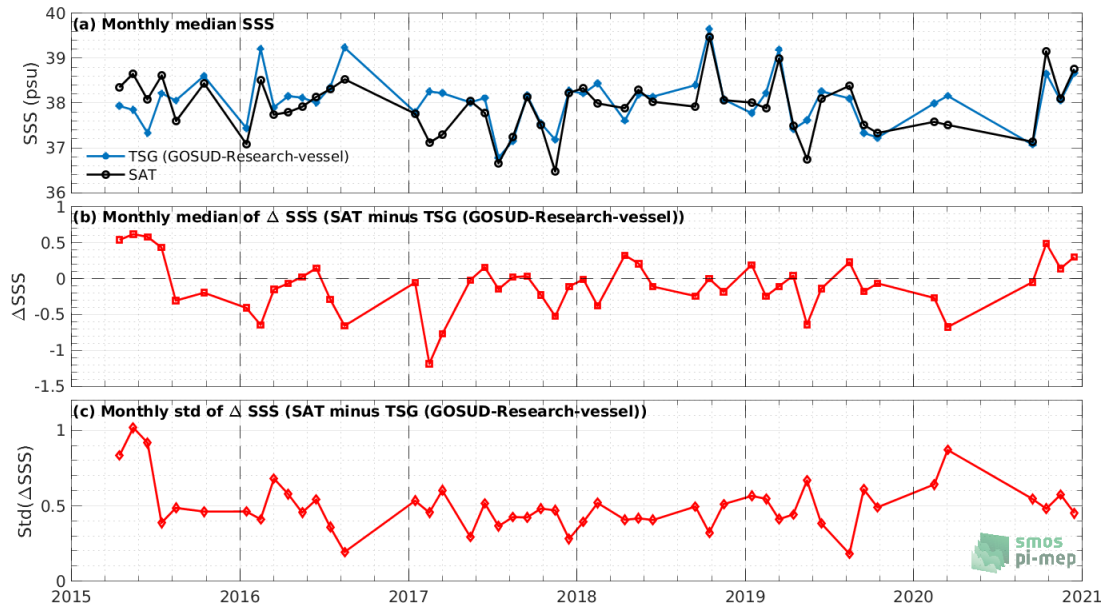 (a) Monthly median SSS
40
39
38
37
36
SSS (psu)
TSG (GOSUD-Research-vessel)
SAT
(b) Monthly median of Δ SSS (SAT minus TSG (GOSUD-Research-vessel))
1
0.5
0
-0.5
-1
-1.5
ΔSSS
(c) Monthly std of Δ SSS (SAT minus TSG (GOSUD-Research-vessel))
1
0.5
0
Std(ΔSSS)
smos
pi-mep
2015 2016 2017 2018 2019 2020 2021